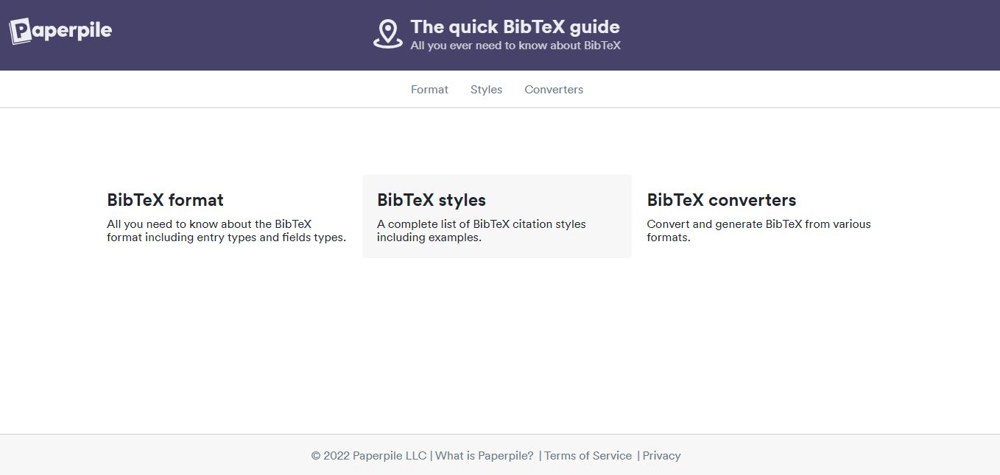 Paperpile
The quick BibTeX guide
All you ever need to know about BibTeX
Format Styles Converters
BibTeX format
All you need to know about the BibTeX
format including entry types and fields types.
BibTeX styles
A complete list of BibTeX citation styles
including examples.
BibTeX converters
Convert and generate BibTeX from various
formats.
© 2022 Paperpile LLC | What is Paperpile? | Terms of Service | Privacy